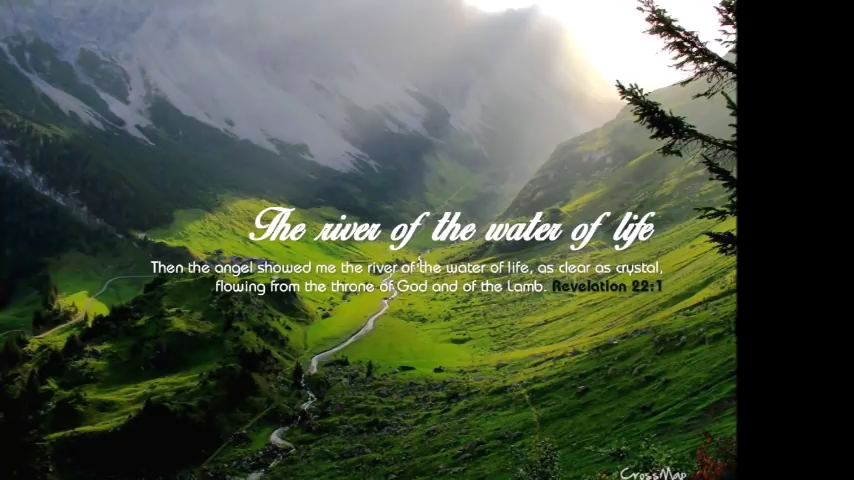 The river of the water of life
Then the angel showed me the river of the water of life, as clear as crystal,
flowing from the throne of God and of the Lamb. Revelation 22:1
CrossMap